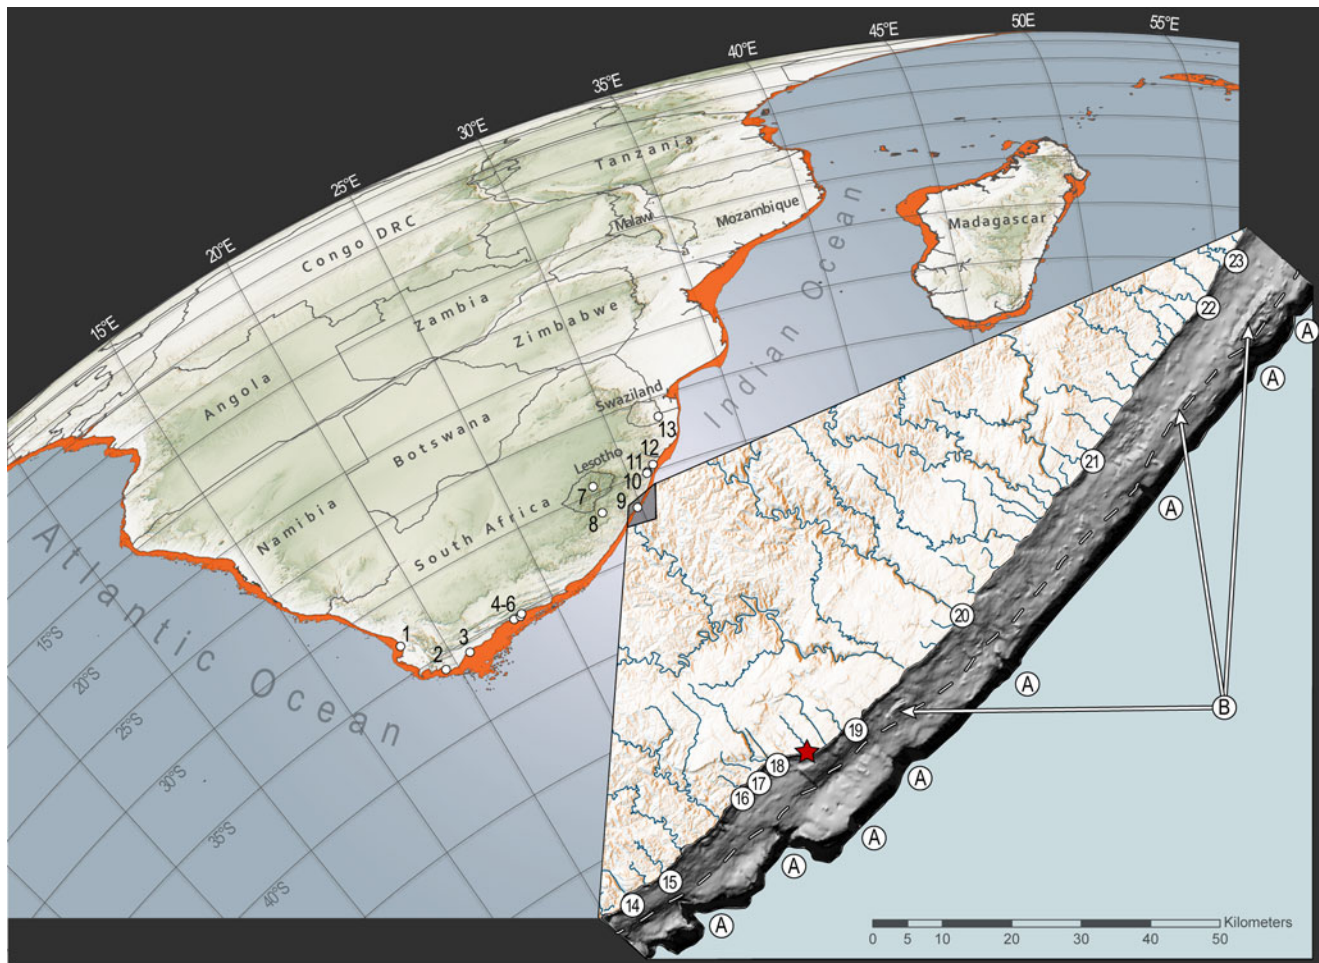 15°E
20°E
25°E
30°E
35°E
40°E
45°E
50E
55°E
Tanzania
Congo DRC
Malawi
Mozambique
Madagascar
Zambia
Zimbabwe
Angola
Botswana
Swaziland
Namibia
South Africa
Lesotho
Indian Ocean
Atlantic Ocean
13
12
11
10
9
8
7
4-6
3
2
1
15°S
20°S
25°S
30°S
35°S
40°S
23
22
21
20
19
18
17
16
15
14
A
A
A
A
A
A
A
A
B
Kilometers
0 5 10 20 30 40 50